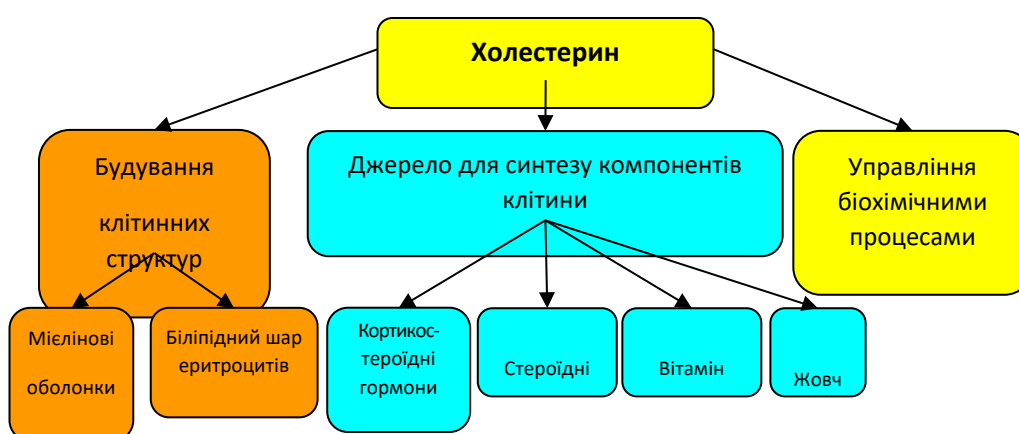 Холестерин
Будування
клітинних
структур
Джерело для синтезу компонентів
клітини
Управління
біохімічними
процесами
Мієлінові
оболонки
Біліпідний шар
еритроцитів
Кортикос-
тероїдні
гормони
Стероїдні
Вітамін
Жовч